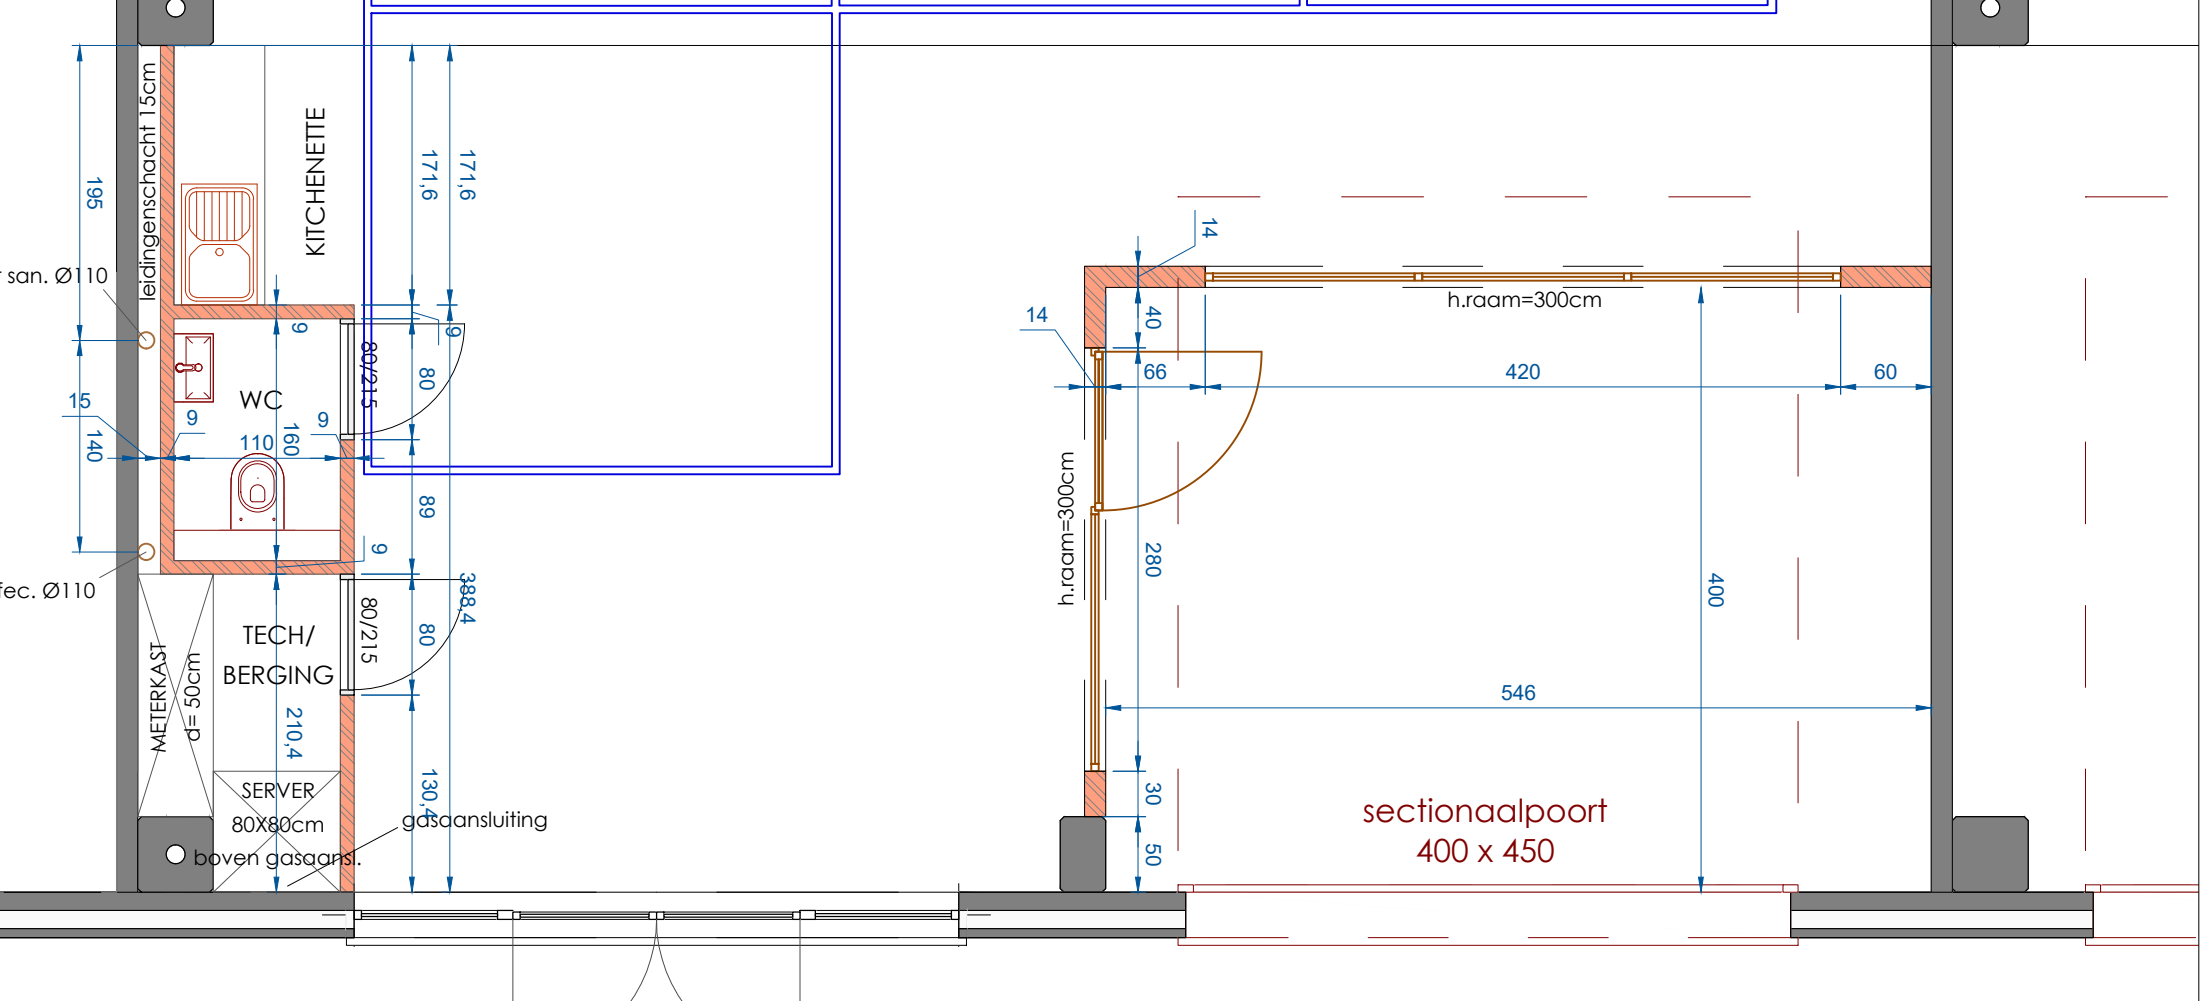 leidingenschacht 15cm
KITCHENETTE
195
171,6
171,6
san. Ø110
9
9
80/215
80
WC
15
9
9
110
160
140
89
9
fec. Ø110
388,4
METERKAST
d= 50cm
TECH/
BERGING
80/215
80
210,4
130,4
SERVER
80X80cm
boven gasaansl.
gasaansluiting
14
h.raam=300cm
14
40
66
420
60
h.raam=300cm
280
400
546
30
50
sectionaalpoort
400 x 450